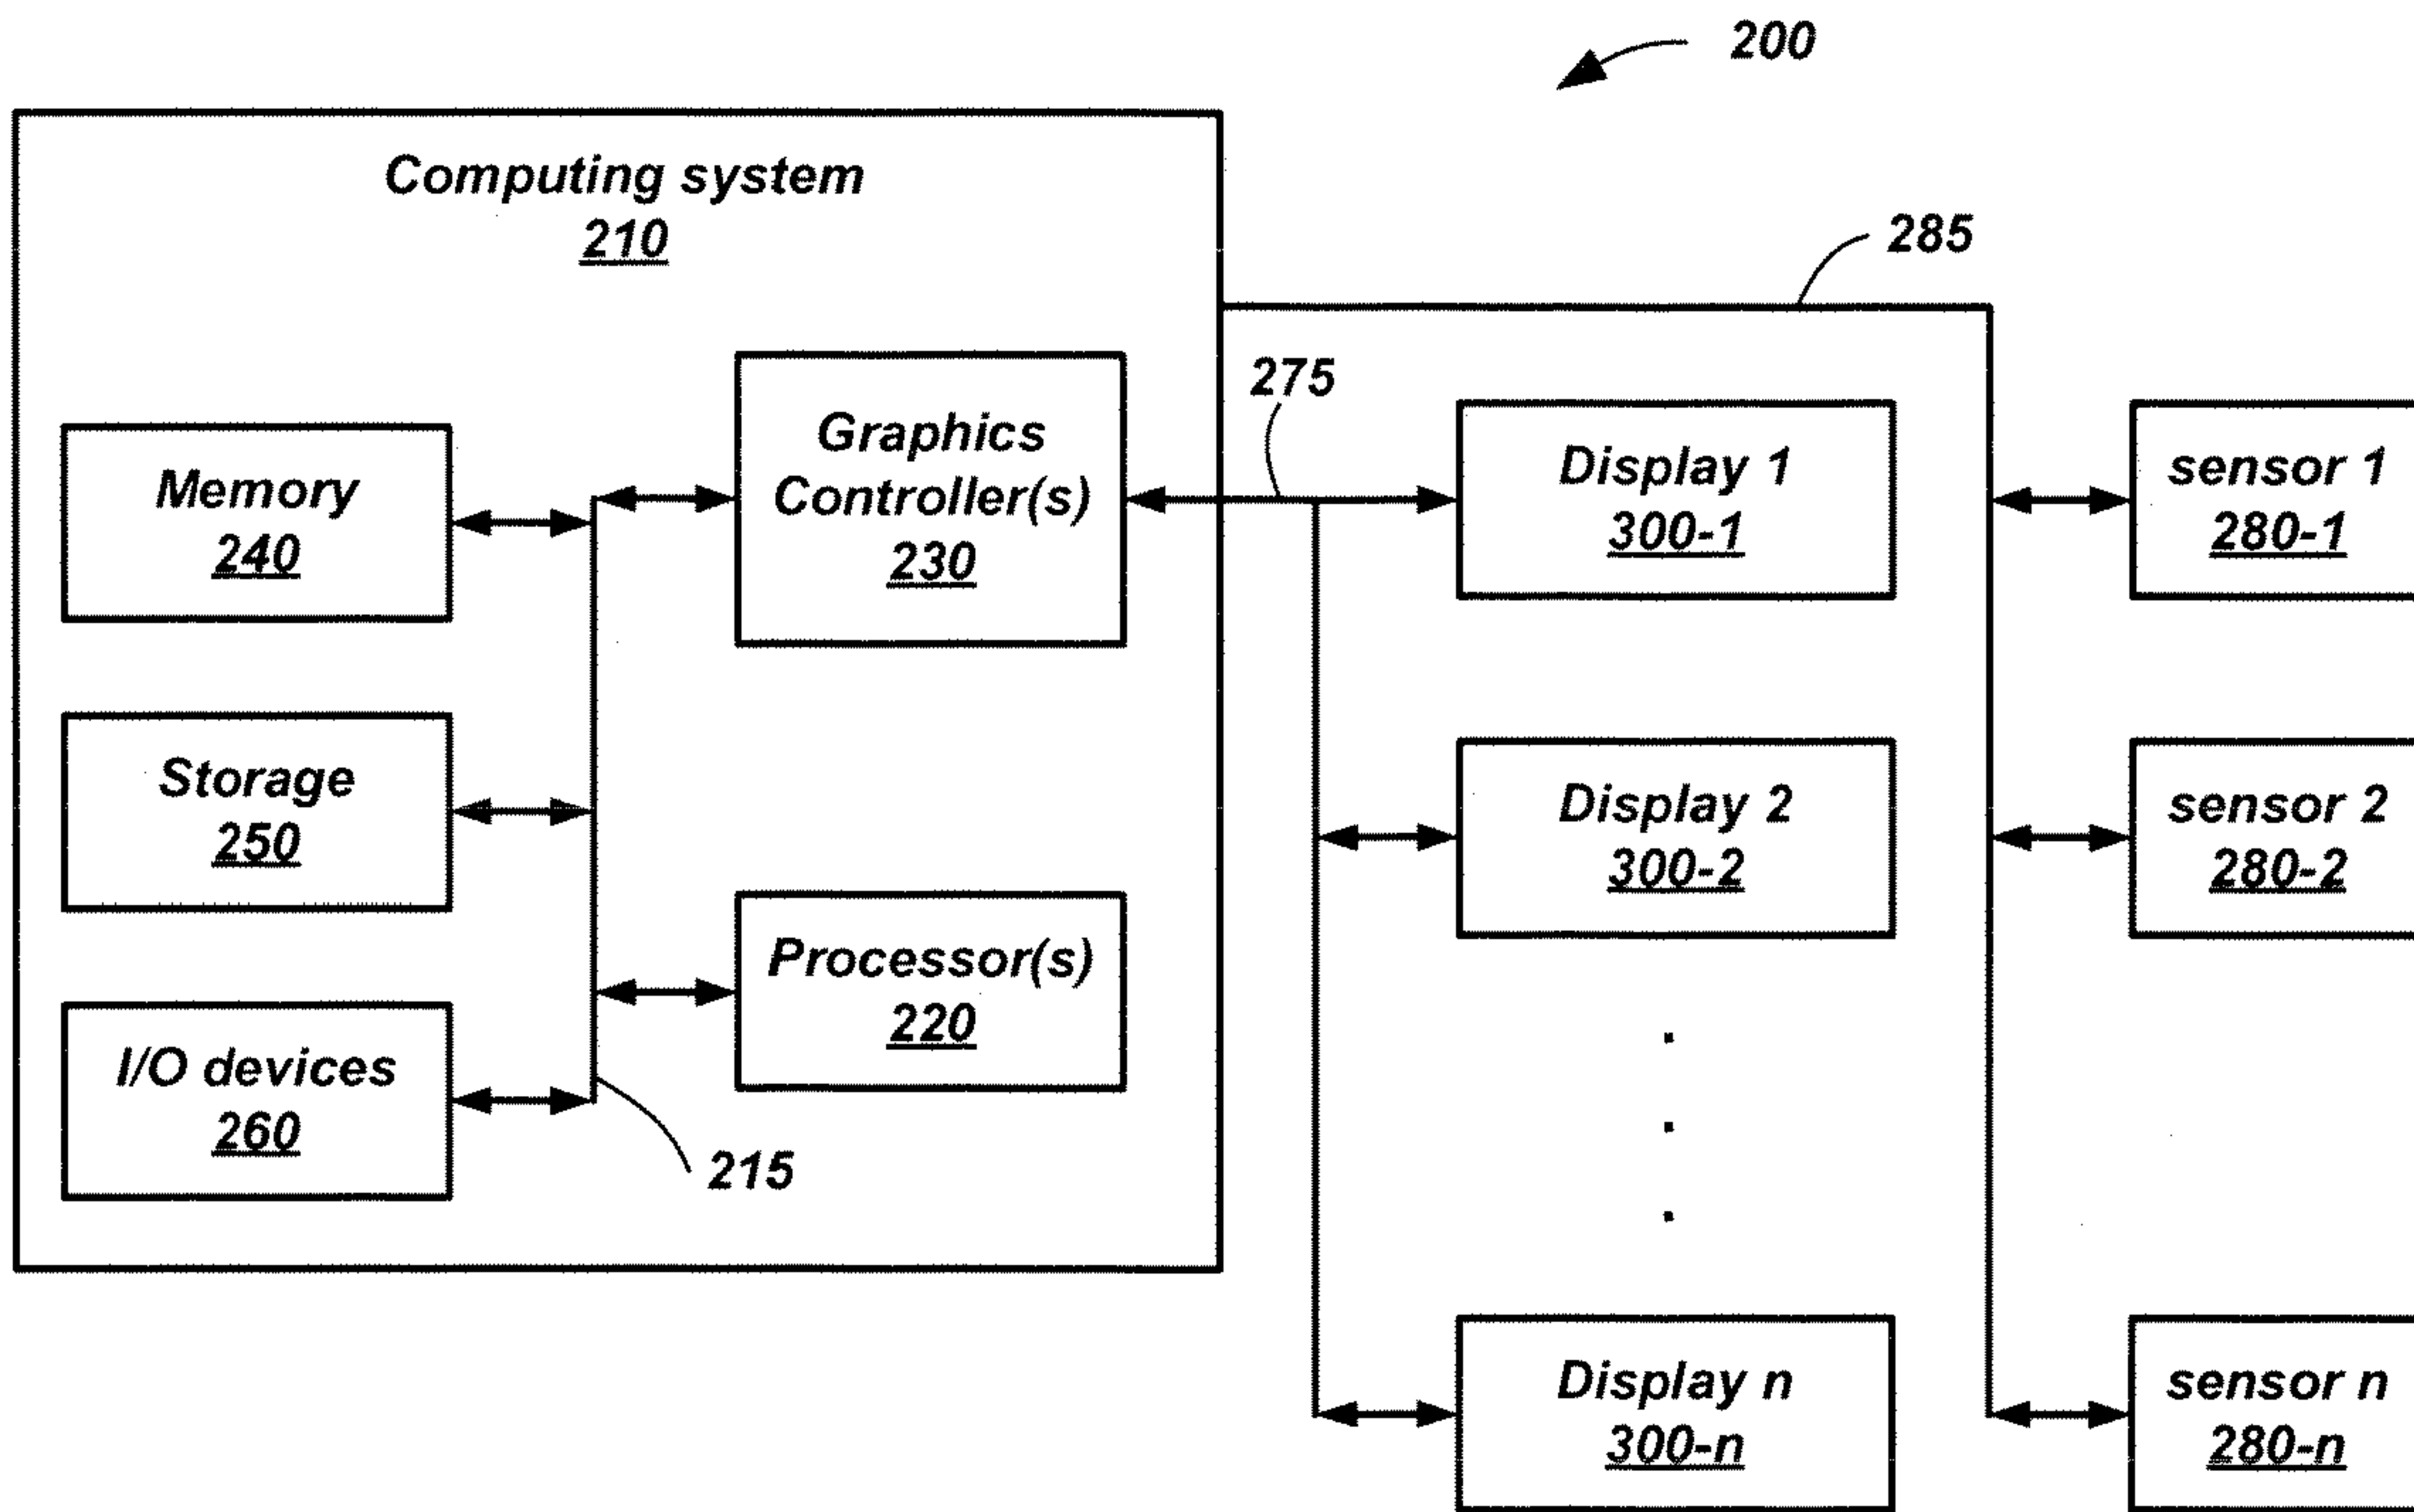 200
Computing system
210
285
275
Graphics
Controller(s)
230
Memory
240
Display 1
300-1
sensor 1
280-1
Storage
250
Display 2
300-2
sensor 2
280-2
Processor(s)
220
I/O devices
260
215
Display n
300-n
sensor n
280-n